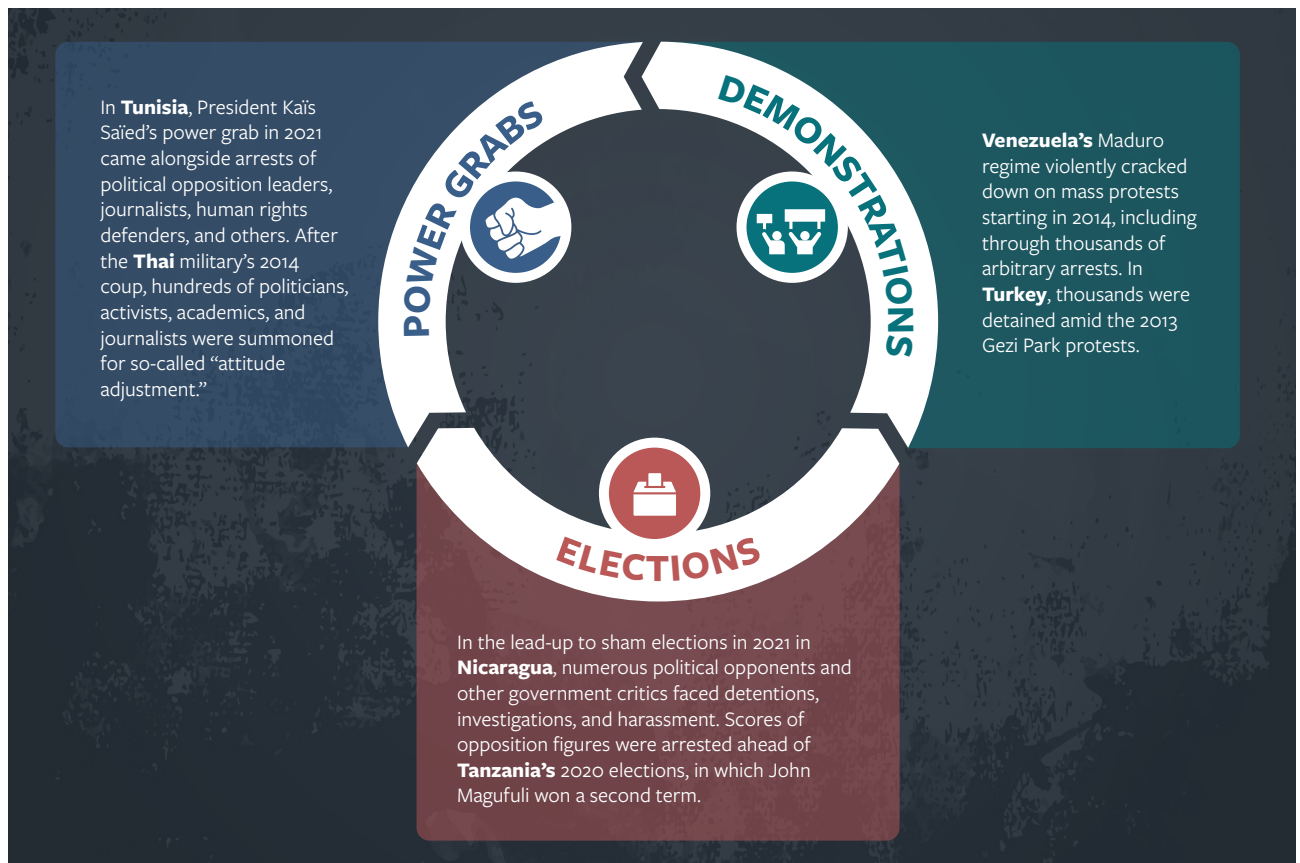 POWER GRABS
In Tunisia, President Kaïs
Saïed’s power grab in 2021
came alongside arrests of
political opposition leaders,
journalists, human rights
defenders, and others. After
the Thai military’s 2014
coup, hundreds of politicians,
activists, academics, and
journalists were summoned
for so-called “attitude
adjustment.”
DEMONSTRATIONS
Venezuela’s Maduro
regime violently cracked
down on mass protests
starting in 2014, including
through thousands of
arbitrary arrests. In
Turkey, thousands were
detained amid the 2013
Gezi Park protests.
ELECTIONS
In the lead-up to sham elections in 2021 in
Nicaragua, numerous political opponents and
other government critics faced detentions,
investigations, and harassment. Scores of
opposition figures were arrested ahead of
Tanzania’s 2020 elections, in which John
Magufuli won a second term.